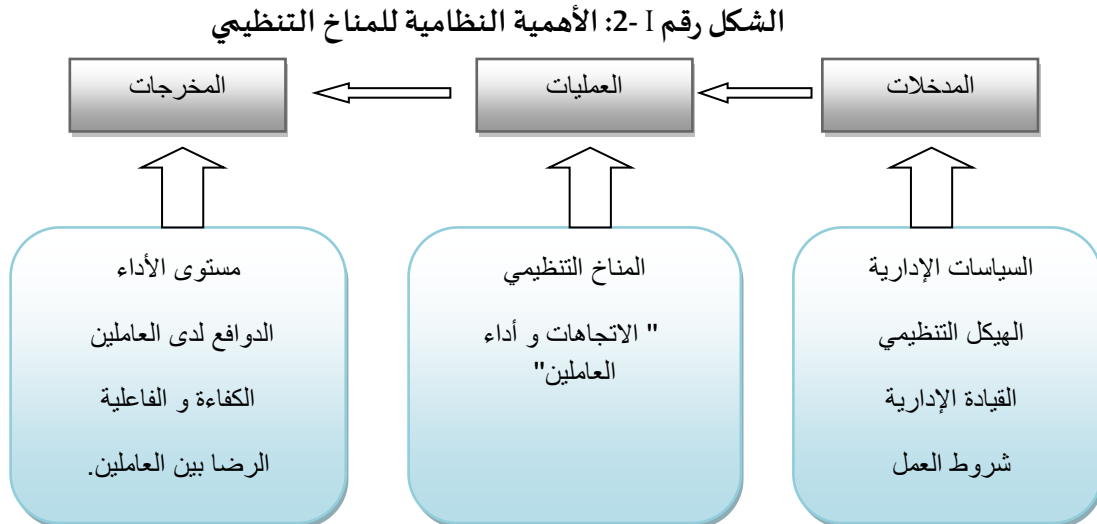 الشكل رقم I -2: الأهمية النظامية للمناخ التنظيمي
المدخلات
العمليات
المخرجات
السياسات الإدارية
الهيكل التنظيمي
القيادة الإدارية
شروط العمل
المناخ التنظيمي
" الاتجاهات و أداء
العاملين"
مستوى الأداء
الدوافع لدى العاملين
الكفاءة و الفاعلية
الرضا بين العاملين.